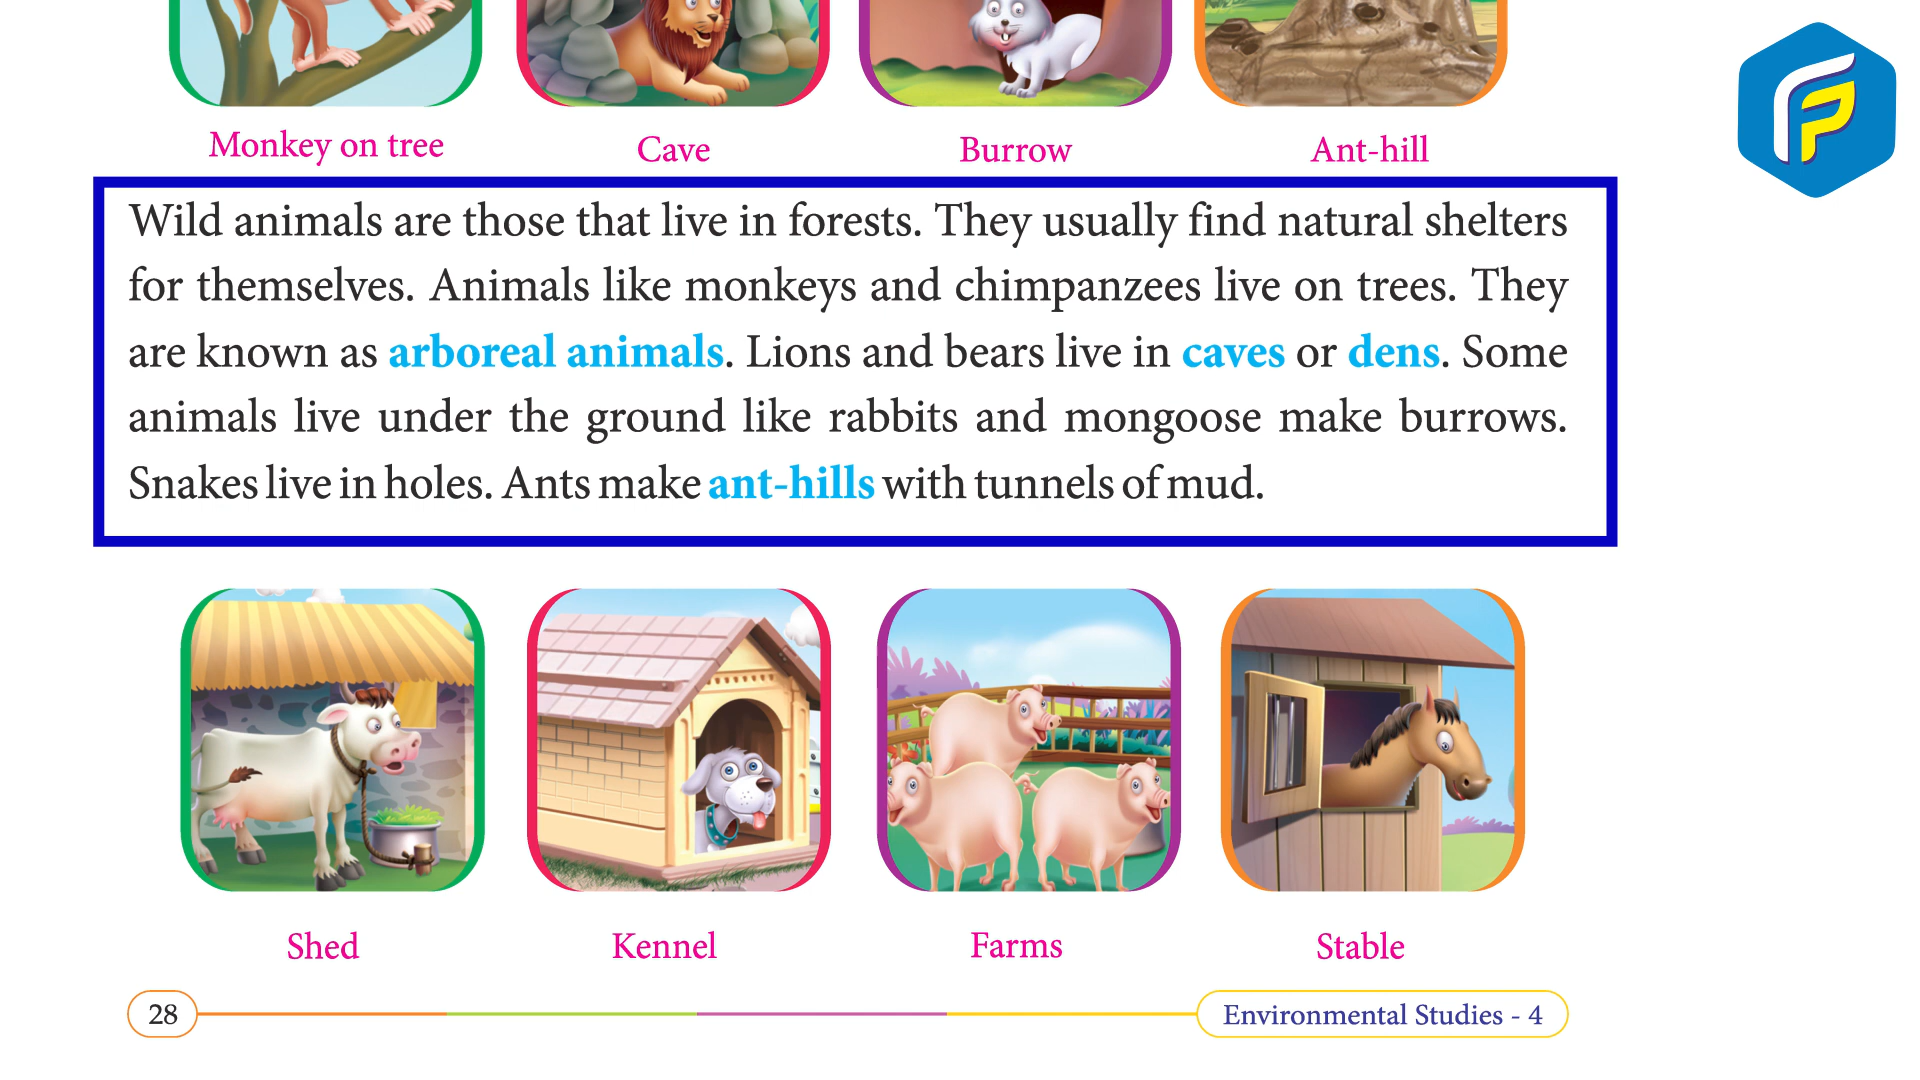 Monkey on tree
Cave
Burrow
Ant-hill
Wild animals are those that live in forests. They usually find natural shelters
for themselves. Animals like monkeys and chimpanzees live on trees. They
are known as arboreal animals. Lions and bears live in caves or dens. Some
animals live under the ground like rabbits and mongoose make burrows.
Snakes live in holes. Ants make ant-hills with tunnels of mud.
Shed
Kennel
Farms
Stable
28
Environmental Studies - 4